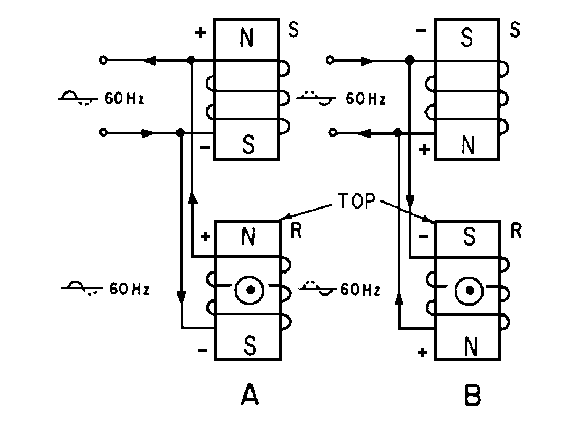 + N S - S S
60Hz 60Hz
- S + N
TOP
+ N R - S R
60Hz 60Hz
- S + N
A B